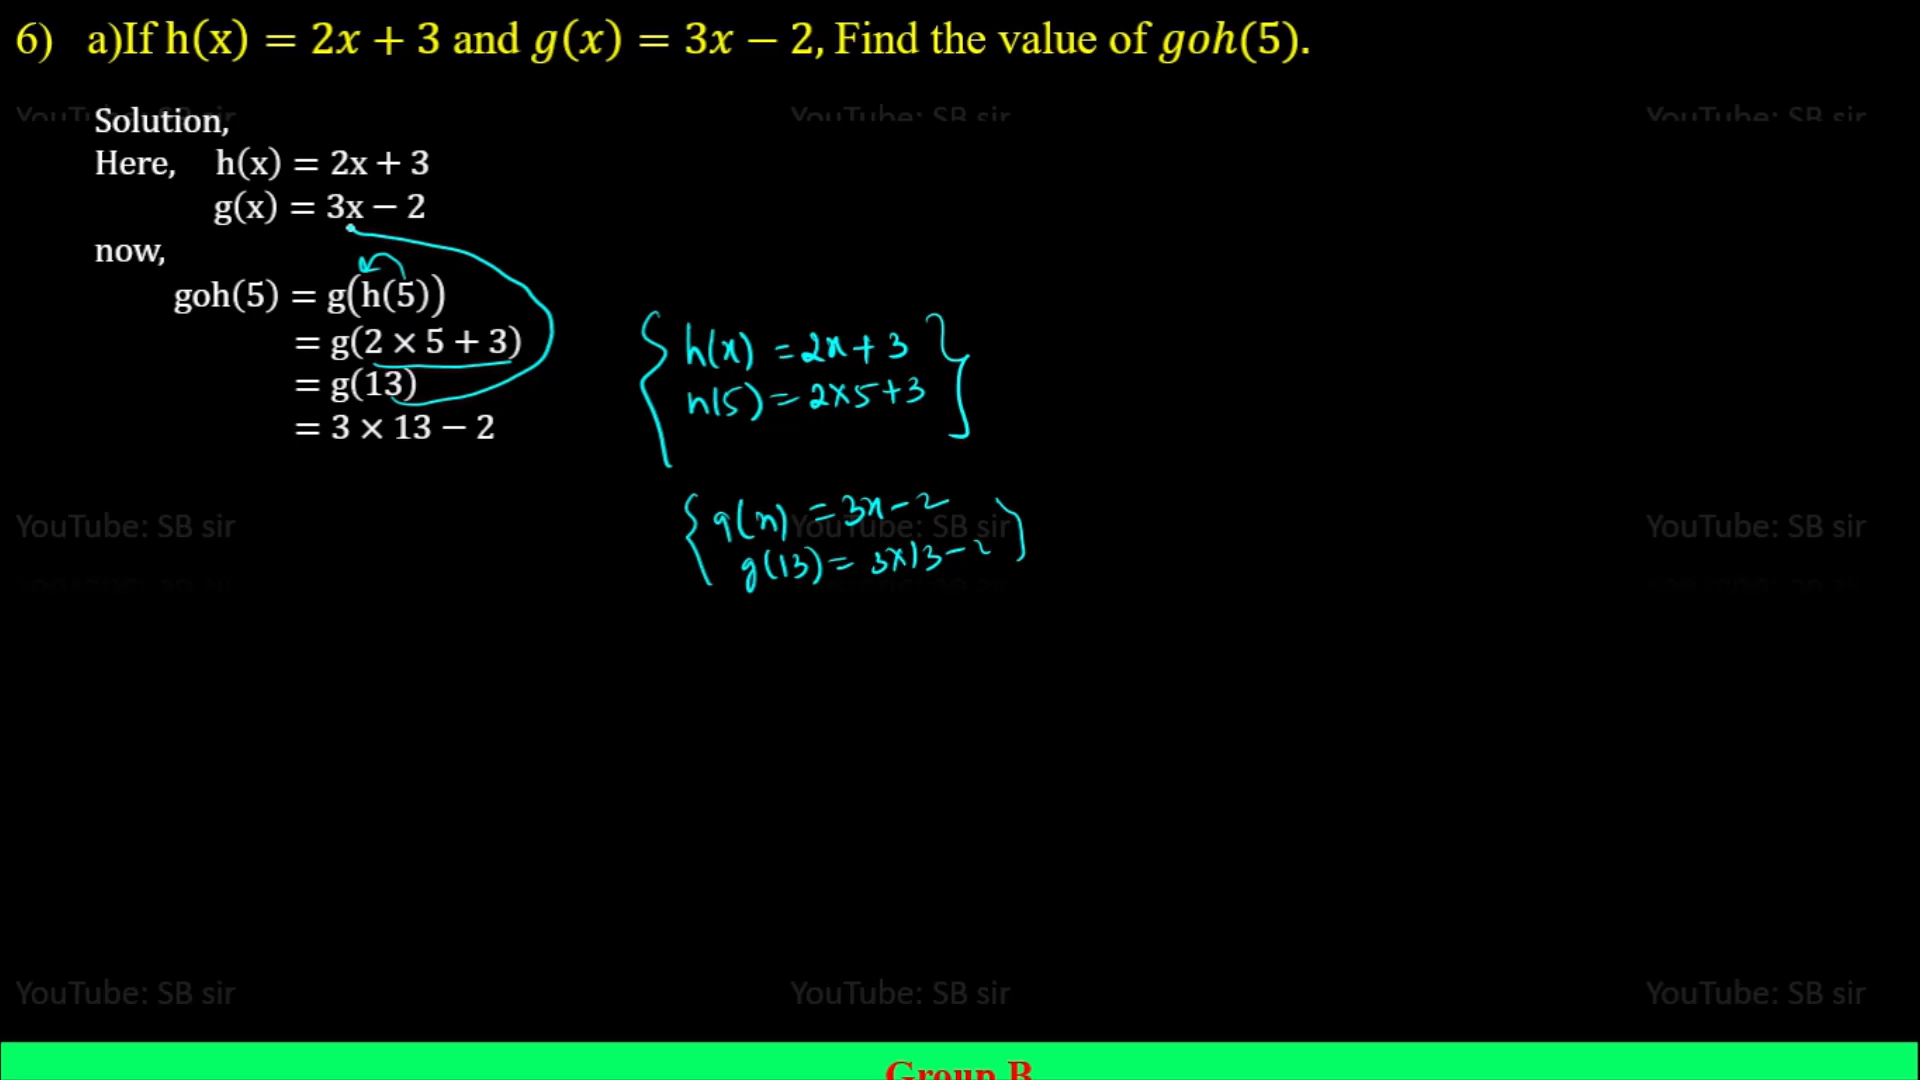 6) a)If h(x) = 2x + 3 and g(x) = 3x − 2, Find the value of goh(5).
YouTube: SB sir YouTube: SB sir
Solution,
Here, h(x) = 2x + 3
g(x) = 3x − 2
now,
goh(5) = g(h(5))
= g(2 × 5 + 3)
= g(13)
= 3 × 13 − 2
{ h(x) = 2x + 3 }
h(5) = 2×5+3
{ g(x) = 3x − 2 )
g(13) = 3×13 − 2
YouTube: SB sir YouTube: SB sir YouTube: SB sir
YouTube: SB sir YouTube: SB sir YouTube: SB sir
Group B